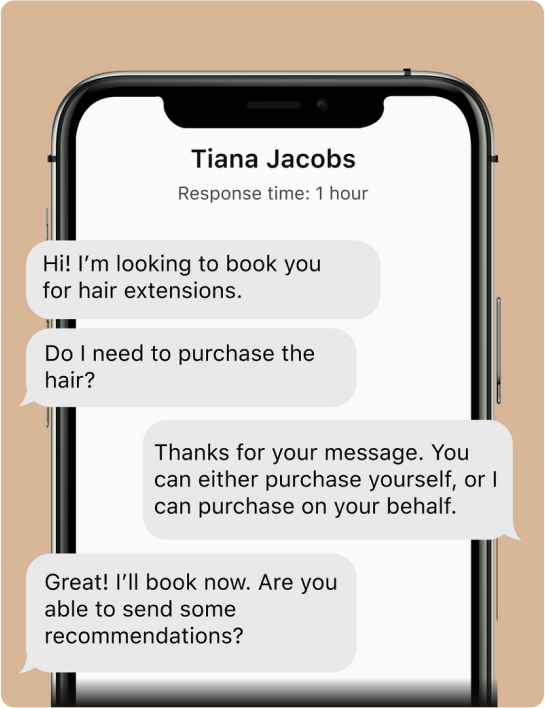 Tiana Jacobs
Response time: 1 hour
Hi! I’m looking to book you
for hair extensions.
Do I need to purchase the
hair?
Thanks for your message. You
can either purchase yourself, or I
can purchase on your behalf.
Great! I’ll book now. Are you
able to send some
recommendations?